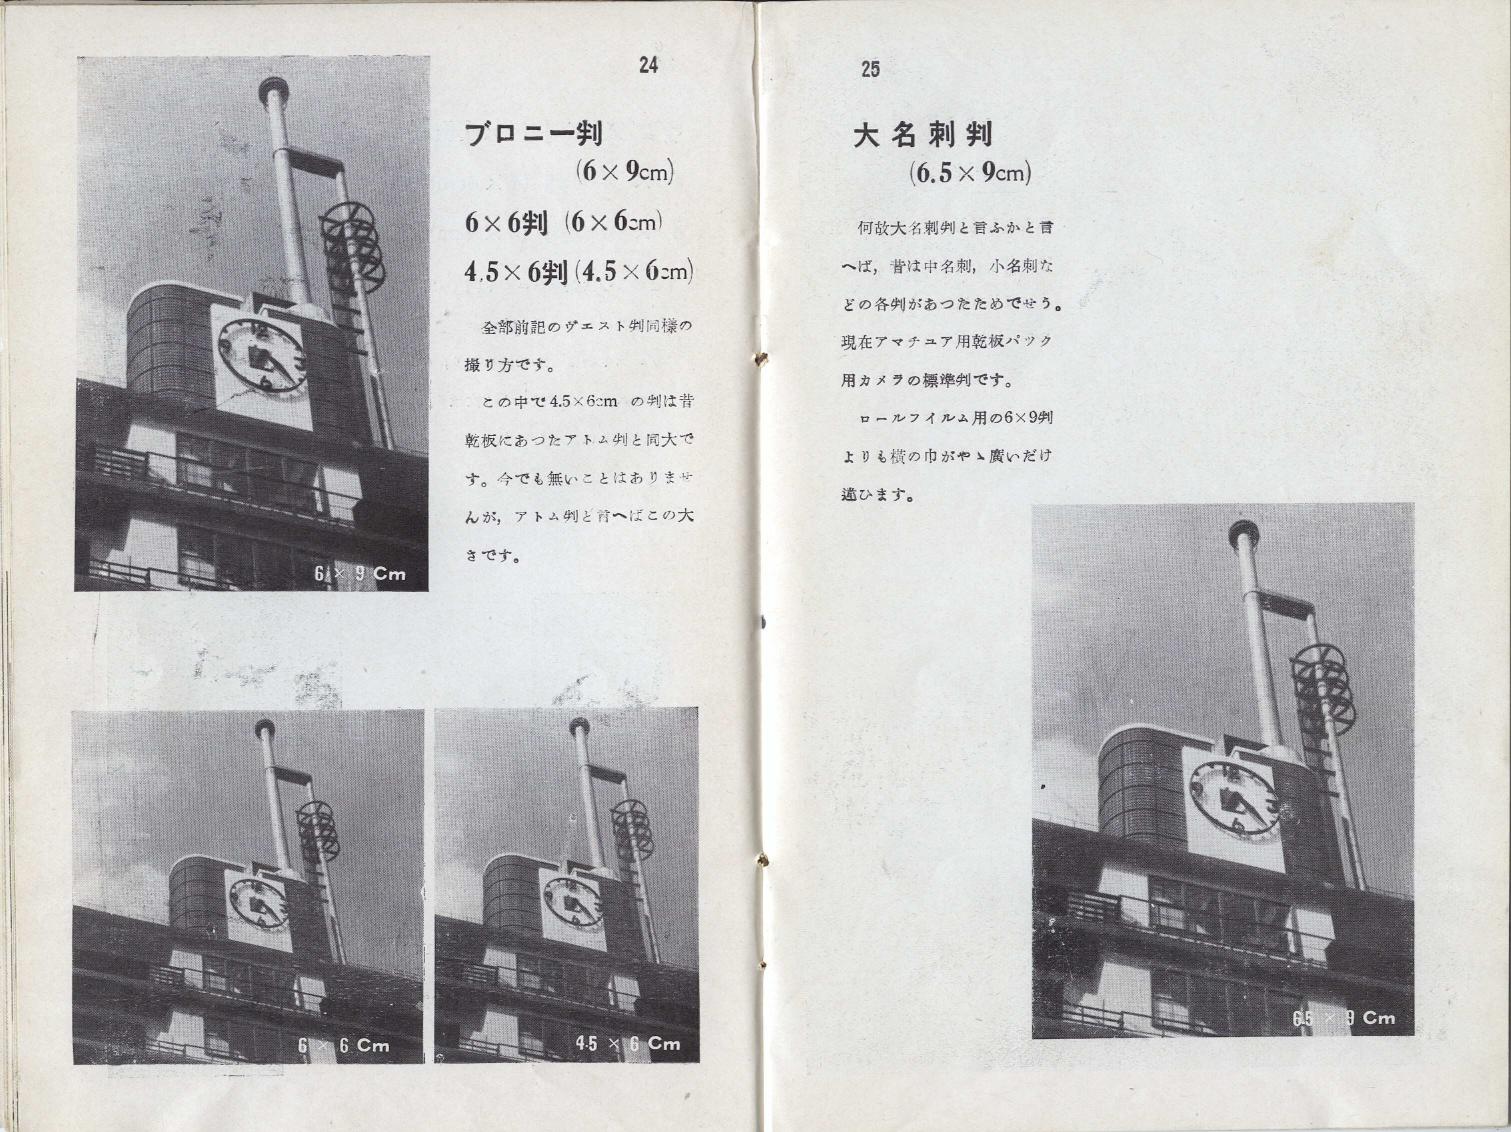 24
ブロニー判
(6×9cm)
6×6判 (6×6cm)
4.5×6判(4.5×6cm)
全部前記のヴェスト判同様の
撮り方です。
この中で4.5×6cm の判は昔
乾板にあつたアトム判と同大で
す。今でも無いことはありませ
んが，アトム判と言へばこの大
さです。
6 × 9 Cm
6 × 6 Cm
4.5 × 6 Cm
25
大名刺判
(6.5×9cm)
何故大名刺判と言ふかと言
へば，昔は中名刺，小名刺な
どの各判があつたためでせう。
現在アマチユア用乾板パツク
用カメラの標準判です。
ロールフイルム用の6×9判
よりも横の巾がやゝ廣いだけ
違ひます。
6.5 × 9 Cm